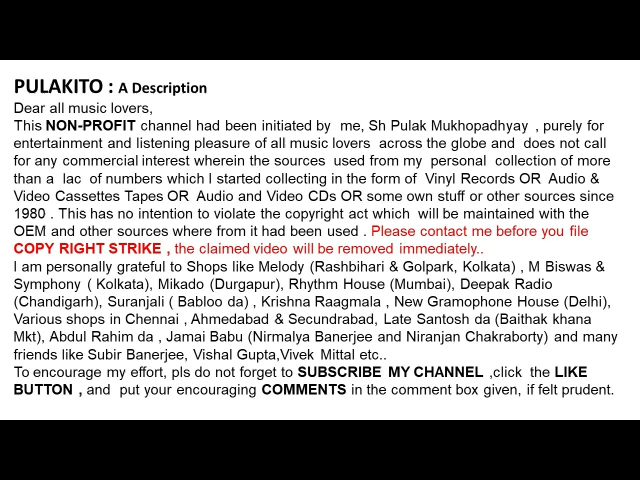 PULAKITO : A Description
Dear all music lovers,
This NON-PROFIT channel had been initiated by me, Sh Pulak Mukhopadhyay , purely for
entertainment and listening pleasure of all music lovers across the globe and does not call
for any commercial interest wherein the sources used from my personal collection of more
than a lac of numbers which I started collecting in the form of Vinyl Records OR Audio &
Video Cassettes Tapes OR Audio and Video CDs OR some own stuff or other sources since
1980 . This has no intention to violate the copyright act which will be maintained with the
OEM and other sources where from it had been used . Please contact me before you file
COPY RIGHT STRIKE , the claimed video will be removed immediately..
I am personally grateful to Shops like Melody (Rashbihari & Golpark, Kolkata) , M Biswas &
Symphony ( Kolkata), Mikado (Durgapur), Rhythm House (Mumbai), Deepak Radio
(Chandigarh), Suranjali ( Babloo da) , Krishna Raagmala , New Gramophone House (Delhi),
Various shops in Chennai , Ahmedabad & Secundrabad, Late Santosh da (Baithak khana
Mkt), Abdul Rahim da , Jamai Babu (Nirmalya Banerjee and Niranjan Chakraborty) and many
friends like Subir Banerjee, Vishal Gupta,Vivek Mittal etc..
To encourage my effort, pls do not forget to SUBSCRIBE MY CHANNEL ,click the LIKE
BUTTON , and put your encouraging COMMENTS in the comment box given, if felt prudent.